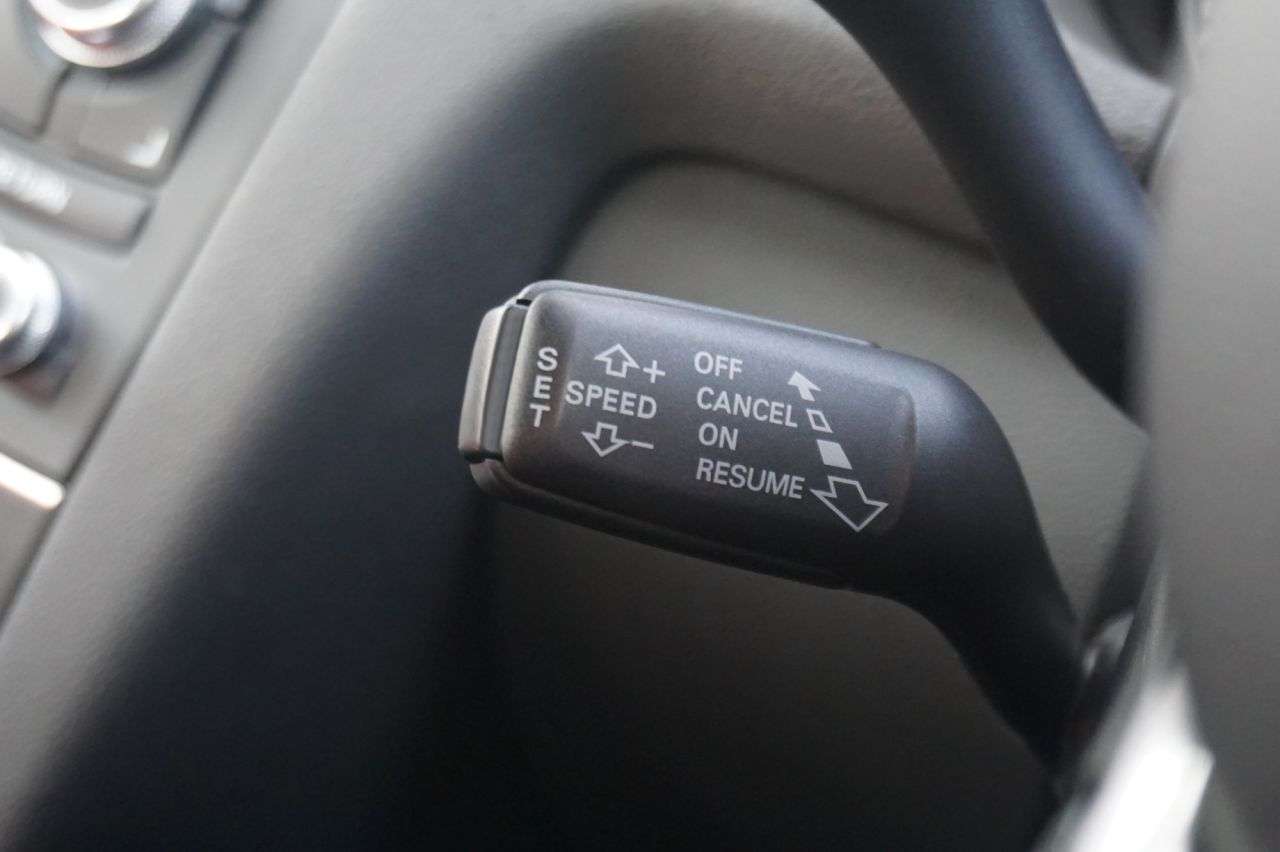 SET
+
SPEED
−
OFF
CANCEL
ON
RESUME